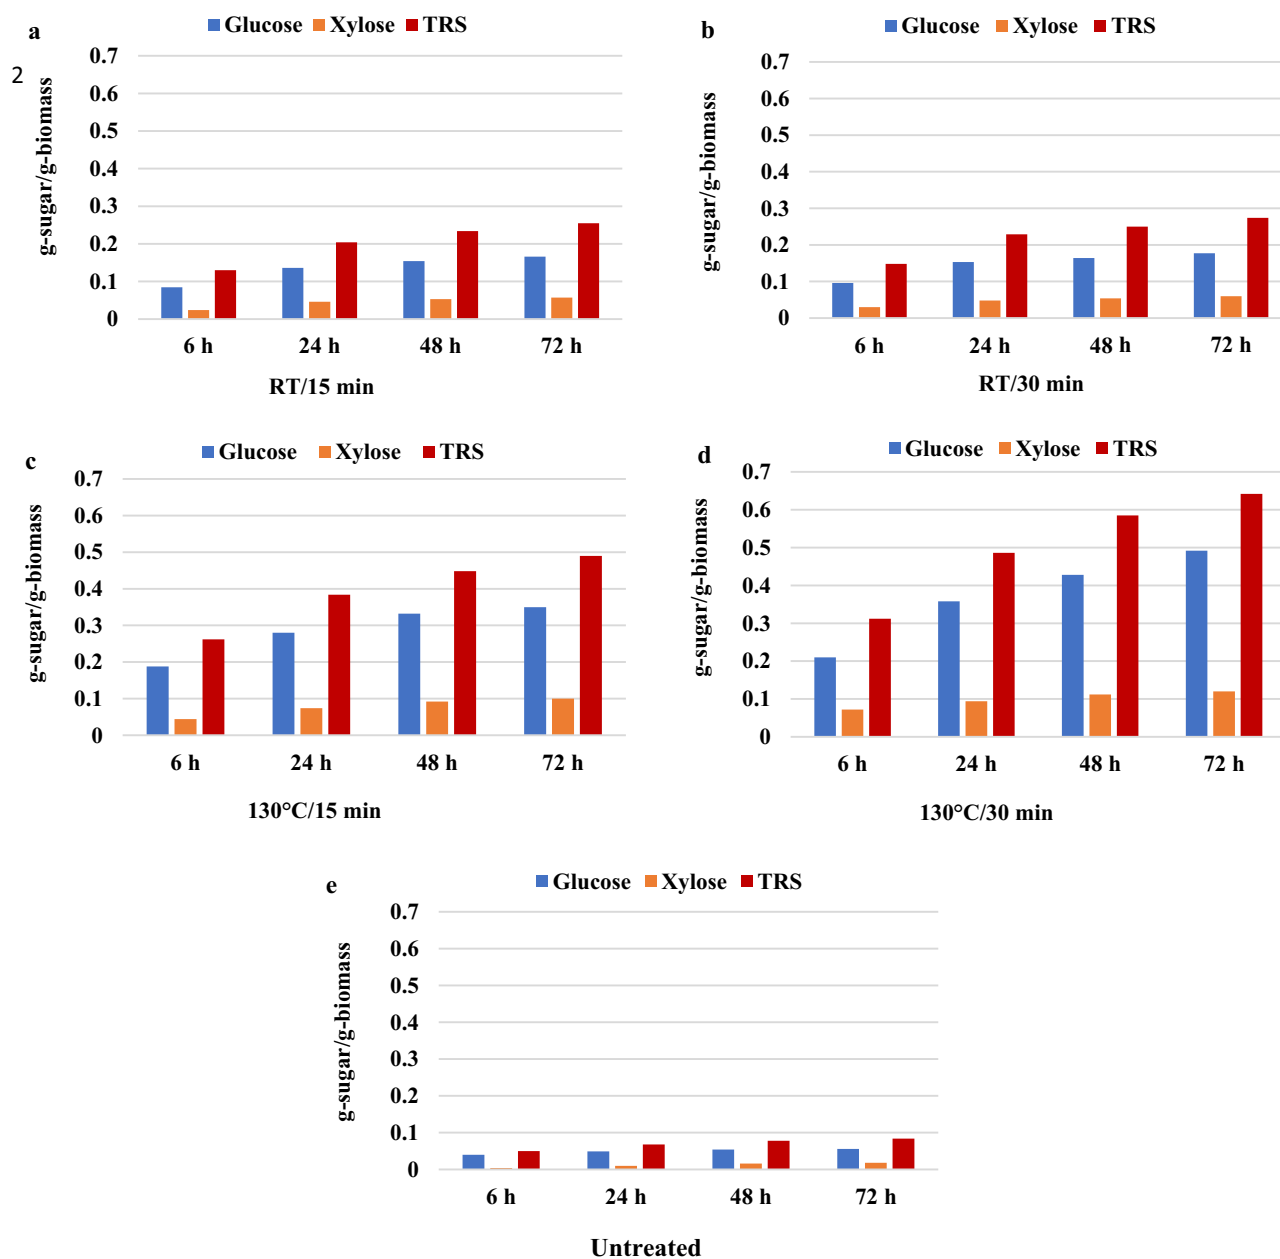 a
Glucose Xylose TRS
2
g-sugar/g-biomass
0.7
0.6
0.5
0.4
0.3
0.2
0.1
0
6 h 24 h 48 h 72 h
RT/15 min
b
Glucose Xylose TRS
g-sugar/g-biomass
0.7
0.6
0.5
0.4
0.3
0.2
0.1
0
6 h 24 h 48 h 72 h
RT/30 min
c
Glucose Xylose TRS
g-sugar/g-biomass
0.7
0.6
0.5
0.4
0.3
0.2
0.1
0
6 h 24 h 48 h 72 h
130°C/15 min
d
Glucose Xylose TRS
g-sugar/g-biomass
0.7
0.6
0.5
0.4
0.3
0.2
0.1
0
6 h 24 h 48 h 72 h
130°C/30 min
e
Glucose Xylose TRS
g-sugar/g-biomass
0.7
0.6
0.5
0.4
0.3
0.2
0.1
0
6 h 24 h 48 h 72 h
Untreated